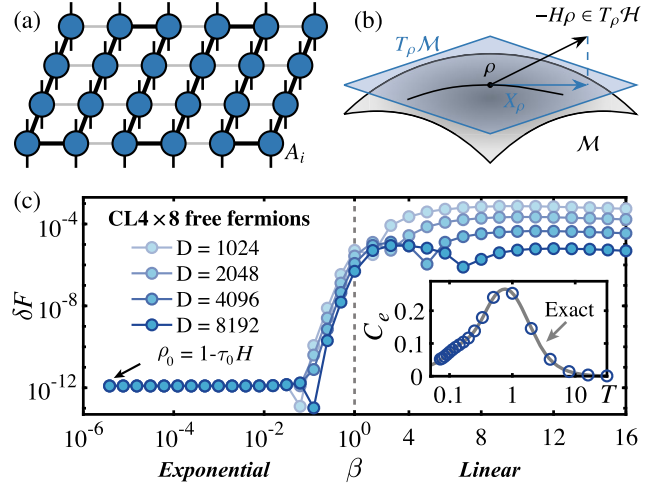 (a)
A_i
(b)
−Hρ ∈ T_ρℋ
T_ρℳ
ρ
X_ρ
ℳ
(c)
CL4×8 free fermions
D = 1024
D = 2048
D = 4096
D = 8192
ρ_0 = 1-τ_0H
δF
10^-4
10^-6
10^-12
10^-6
10^-4
10^-2
10^0
4
8
12
16
Exponential
β
Linear
C_e
0.2
0.1
0
Exact
0.1
1
10
T